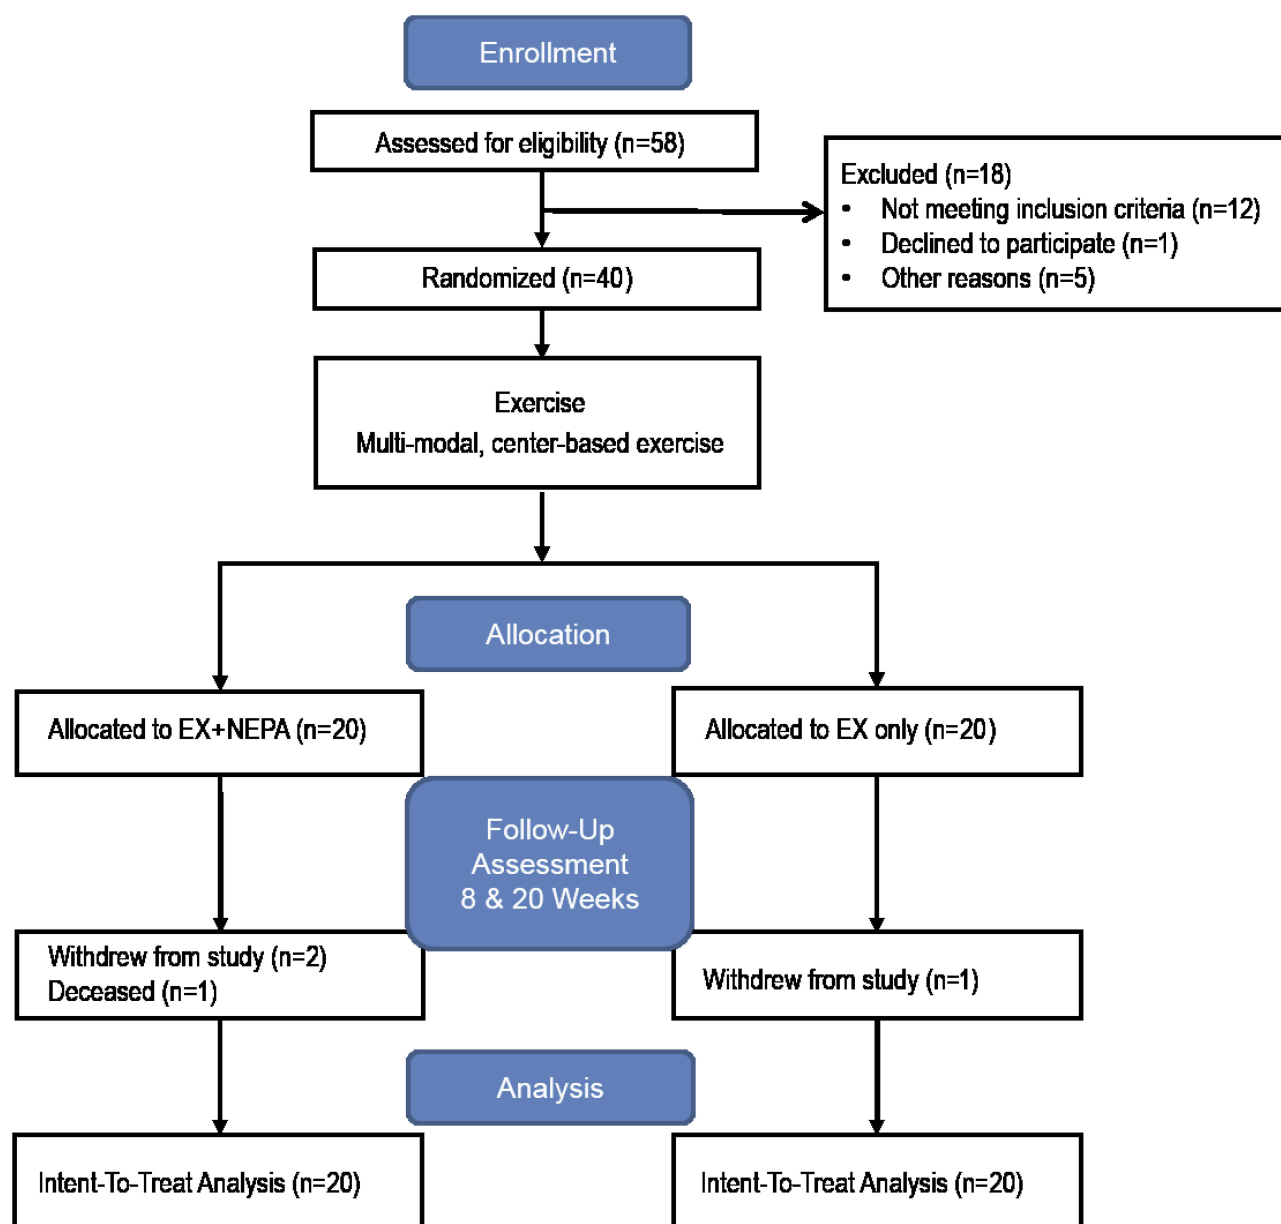 Enrollment
Assessed for eligibility (n=58)
Excluded (n=18)
• Not meeting inclusion criteria (n=12)
• Declined to participate (n=1)
• Other reasons (n=5)
Randomized (n=40)
Exercise
Multi-modal, center-based exercise
Allocation
Allocated to EX+NEPA (n=20)
Allocated to EX only (n=20)
Follow-Up
Assessment
8 & 20 Weeks
Withdrew from study (n=2)
Deceased (n=1)
Withdrew from study (n=1)
Analysis
Intent-To-Treat Analysis (n=20)
Intent-To-Treat Analysis (n=20)